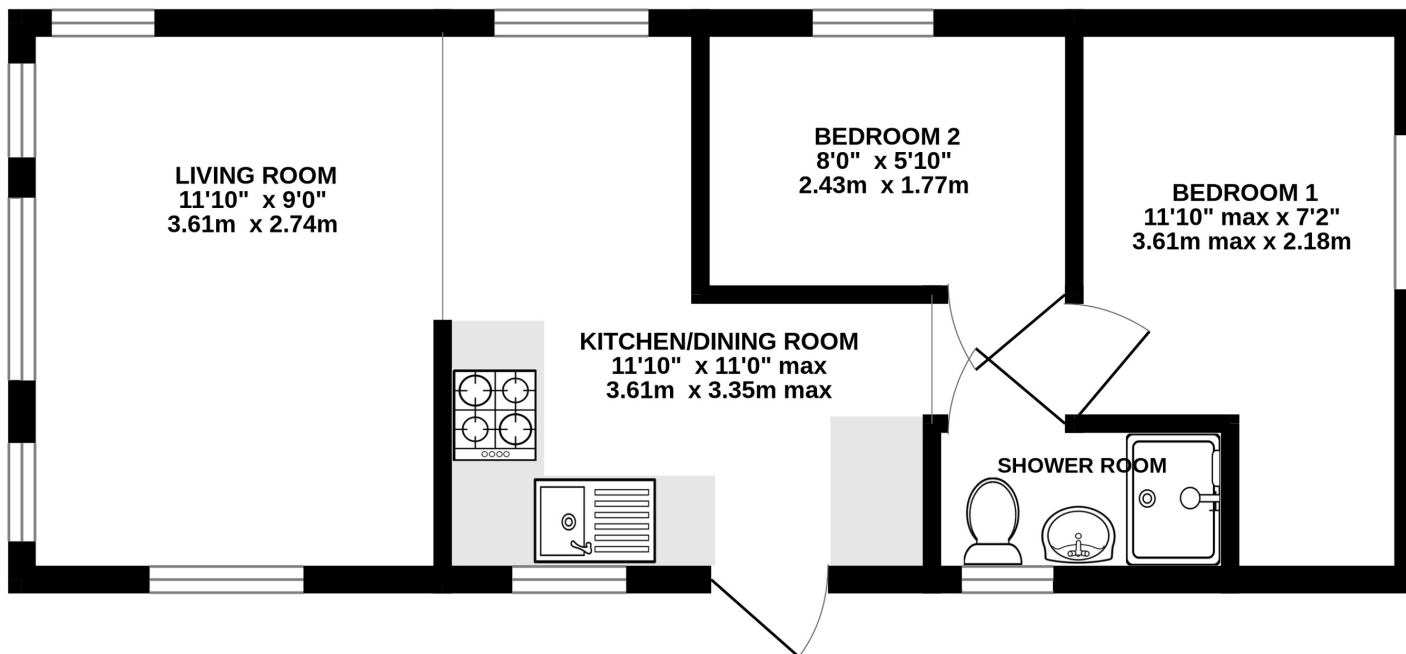 LIVING ROOM
11'10" x 9'0"
3.61m x 2.74m
KITCHEN/DINING ROOM
11'10" x 11'0" max
3.61m x 3.35m max
BEDROOM 2
8'0" x 5'10"
2.43m x 1.77m
BEDROOM 1
11'10" max x 7'2"
3.61m max x 2.18m
SHOWER ROOM